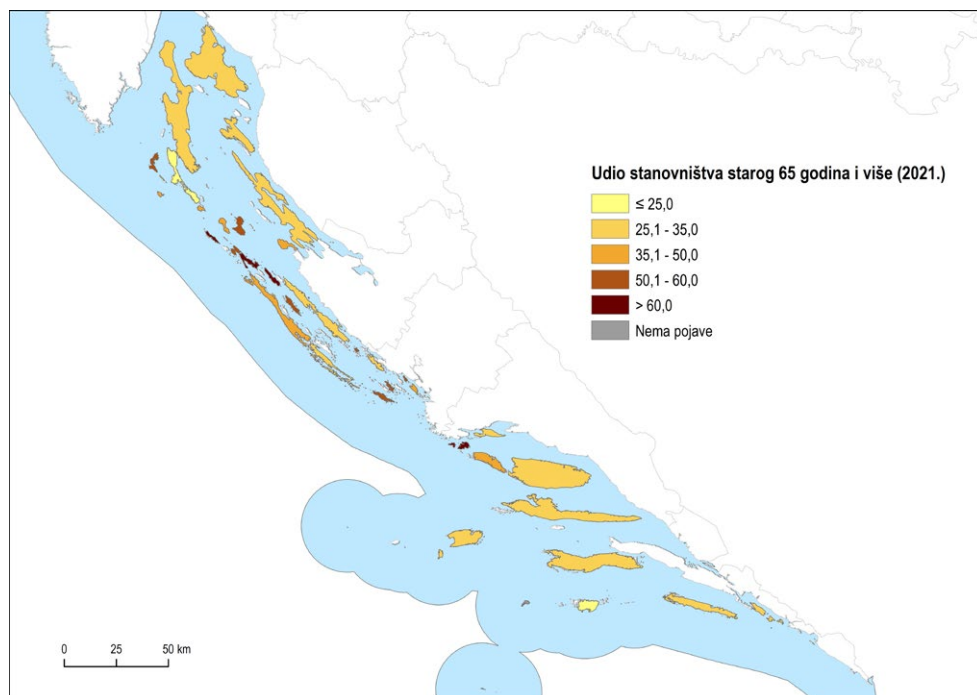 Udio stanovništva starog 65 godina i više (2021.)
≤ 25,0
25,1 - 35,0
35,1 - 50,0
50,1 - 60,0
> 60,0
Nema pojave
0 25 50 km